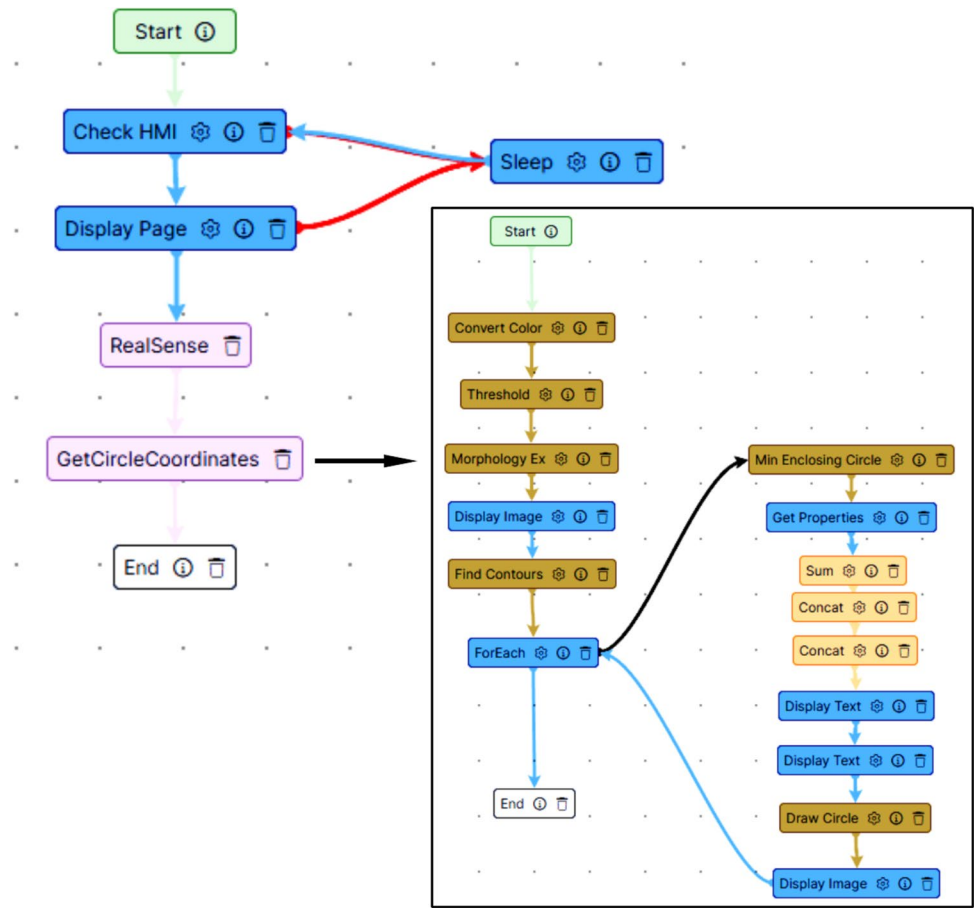 Start
Check HMI
Sleep
Display Page
RealSense
GetCircleCoordinates
End
Start
Convert Color
Threshold
Morphology Ex
Display Image
Find Contours
ForEach
End
Min Enclosing Circle
Get Properties
Sum
Concat
Concat
Display Text
Display Text
Draw Circle
Display Image